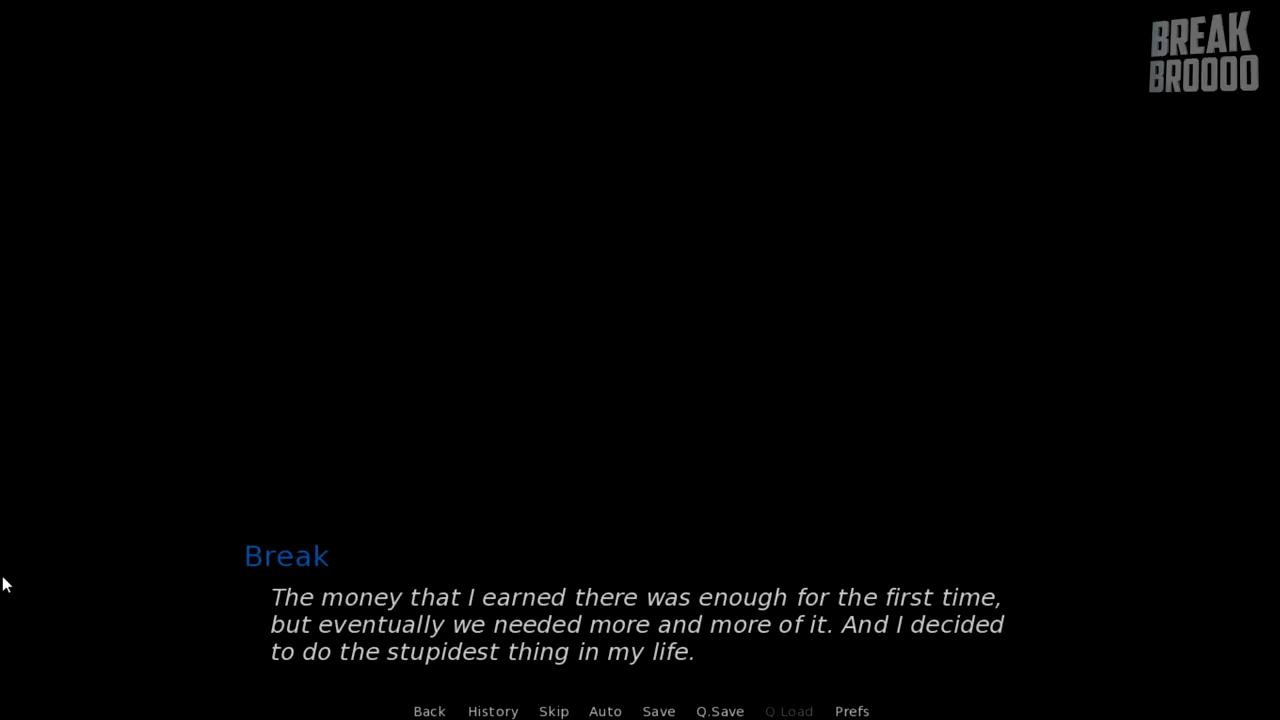 BREAK
BROOOO
Break
The money that I earned there was enough for the first time,
but eventually we needed more and more of it. And I decided
to do the stupidest thing in my life.
Back History Skip Auto Save Q.Save Q.Load Prefs